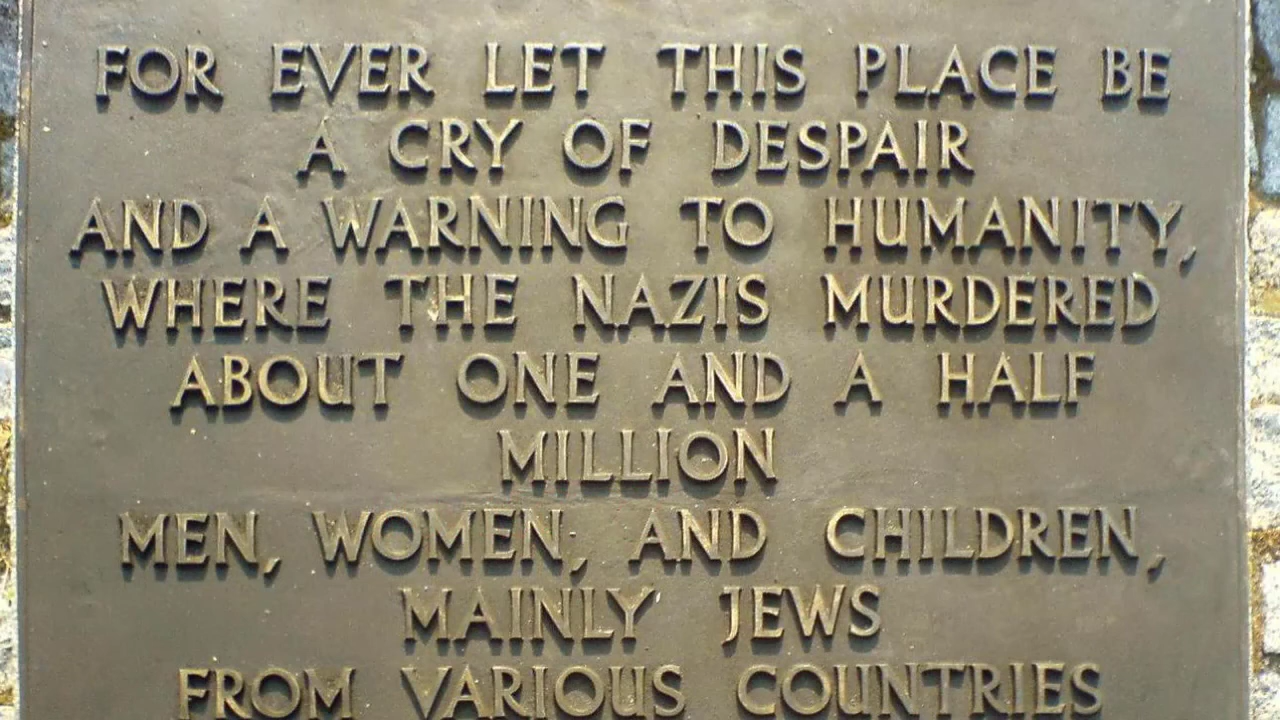 FOR EVER LET THIS PLACE BE
A CRY OF DESPAIR
AND A WARNING TO HUMANITY,
WHERE THE NAZIS MURDERED
ABOUT ONE AND A HALF
MILLION
MEN, WOMEN, AND CHILDREN,
MAINLY JEWS
FROM VARIOUS COUNTRIES